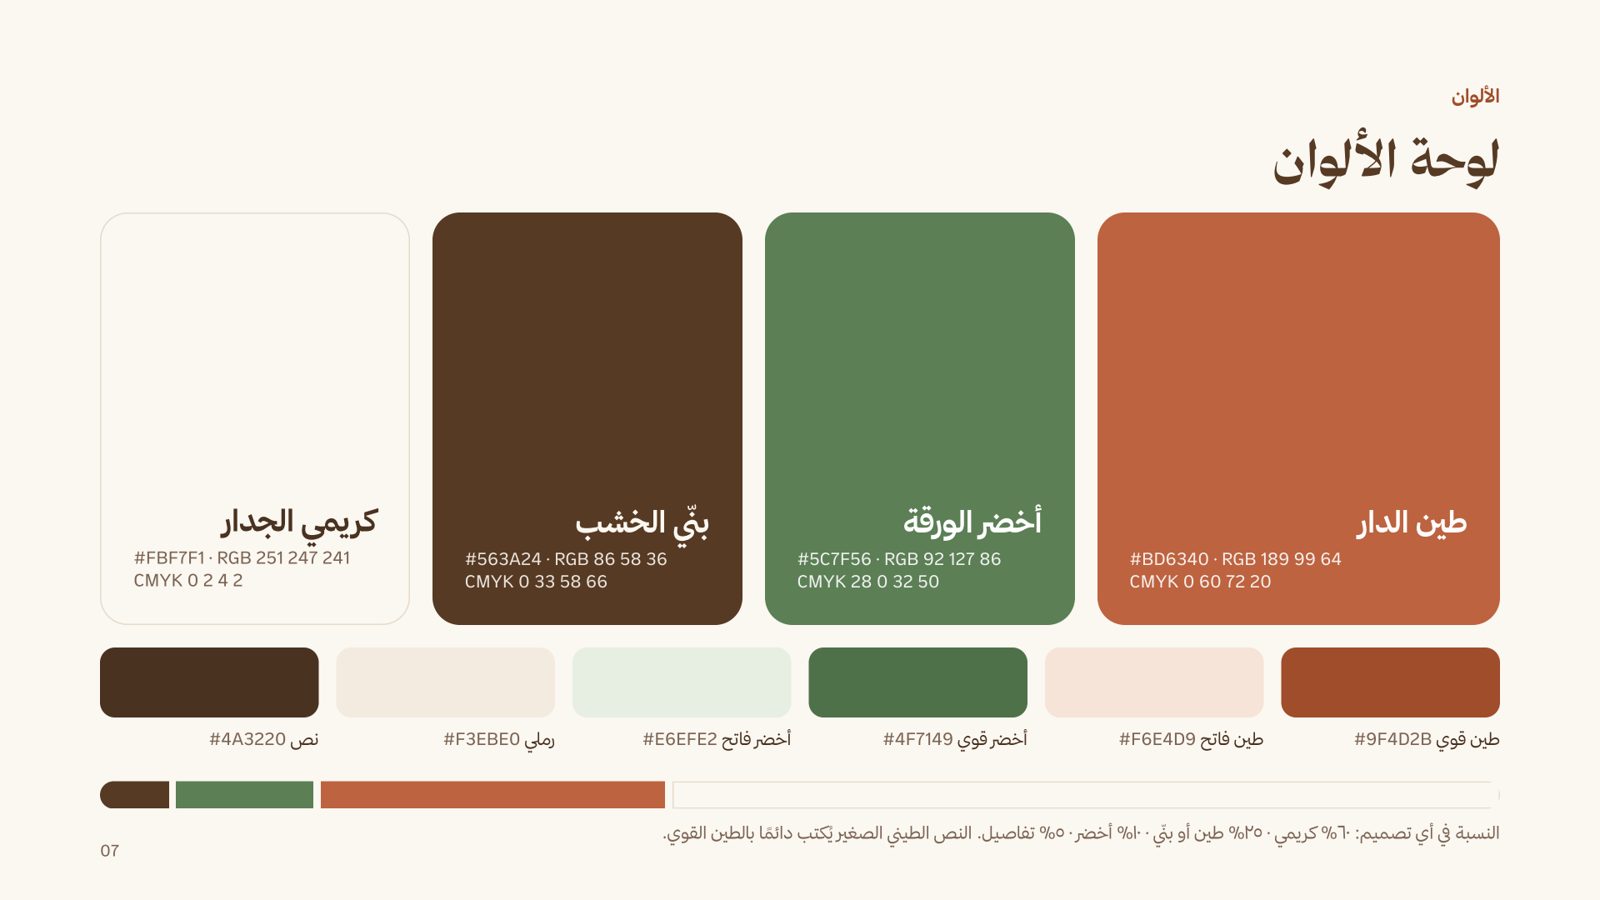 الألوان
لوحة الألوان
طين الدار
#BD6340 · RGB 189 99 64
CMYK 0 60 72 20
أخضر الورقة
#5C7F56 · RGB 92 127 86
CMYK 28 0 32 50
بنّي الخشب
#563A24 · RGB 86 58 36
CMYK 0 33 58 66
كريمي الجدار
#FBF7F1 · RGB 251 247 241
CMYK 0 2 4 2
طين قوي #9F4D2B
طين فاتح #F6E4D9
أخضر قوي #4F7149
أخضر فاتح #E6EFE2
رملي #F3EBE0
نص #4A3220
النسبة في أي تصميم: ٦٠% كريمي · ٢٥% طين أو بنّي · ١٠% أخضر · ٥% تفاصيل. النص الطيني الصغير يُكتب دائمًا بالطين القوي.
07